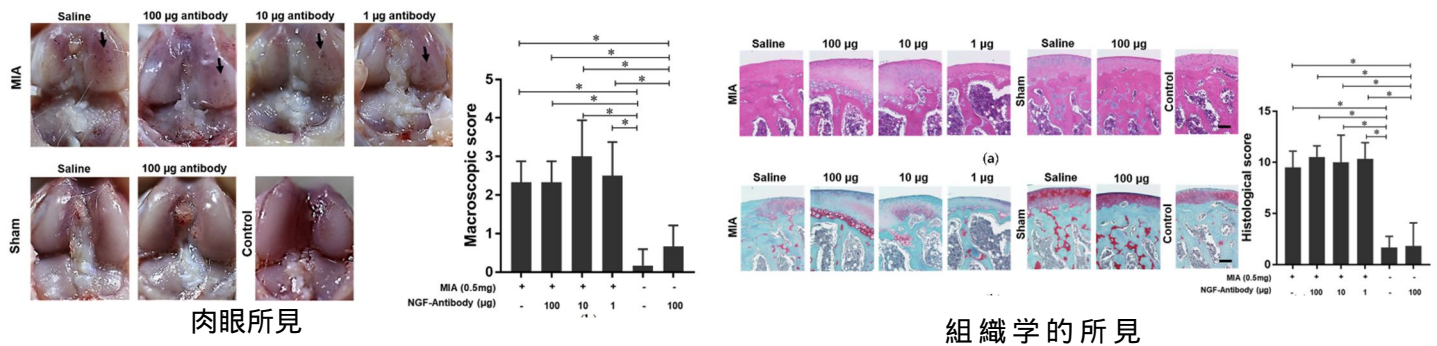 Saline 100 µg antibody 10 µg antibody 1 µg antibody
MIA
Saline 100 µg antibody
Sham
Control
肉眼所見
* * * * * * * *
Macroscopic score
5
4
3
2
1
0
MIA (0.5mg) + + + + - -
NGF-Antibody (µg) - 100 10 1 - 100
Saline 100 µg 10 µg 1 µg Saline 100 µg
MIA
Sham
Control
(a)
Saline 100 µg 10 µg 1 µg Saline 100 µg
MIA
Sham
Control
* * * * * * * *
Histological score
15
10
5
0
MIA (0.5mg) + + + + - -
NGF-Antibody (µg) - 100 10 1 - 100
組織学的所見